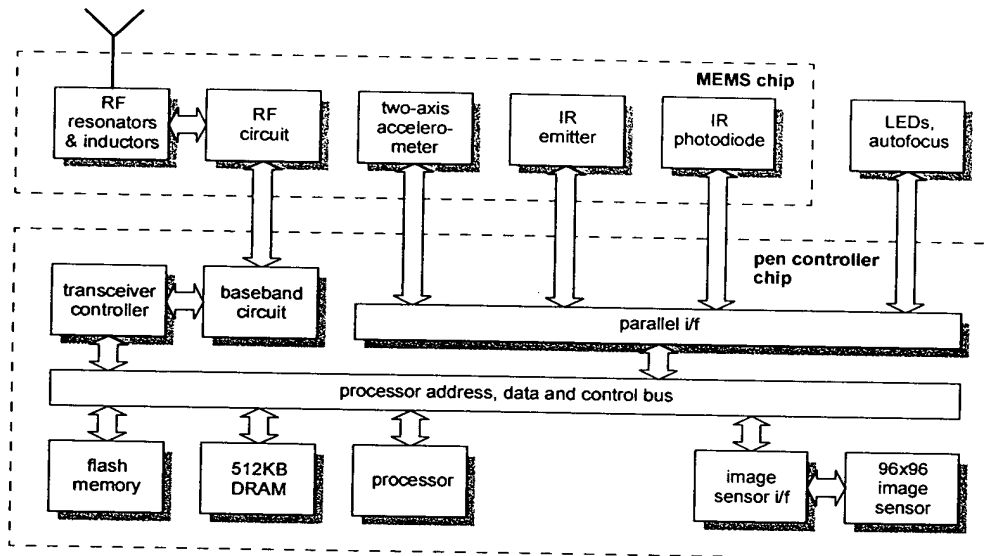 MEMS chip
RF
resonators
& inductors
RF
circuit
two-axis
accelero-
meter
IR
emitter
IR
photodiode
LEDs,
autofocus
pen controller
chip
transceiver
controller
baseband
circuit
parallel i/f
processor address, data and control bus
flash
memory
512KB
DRAM
processor
image
sensor i/f
96x96
image
sensor